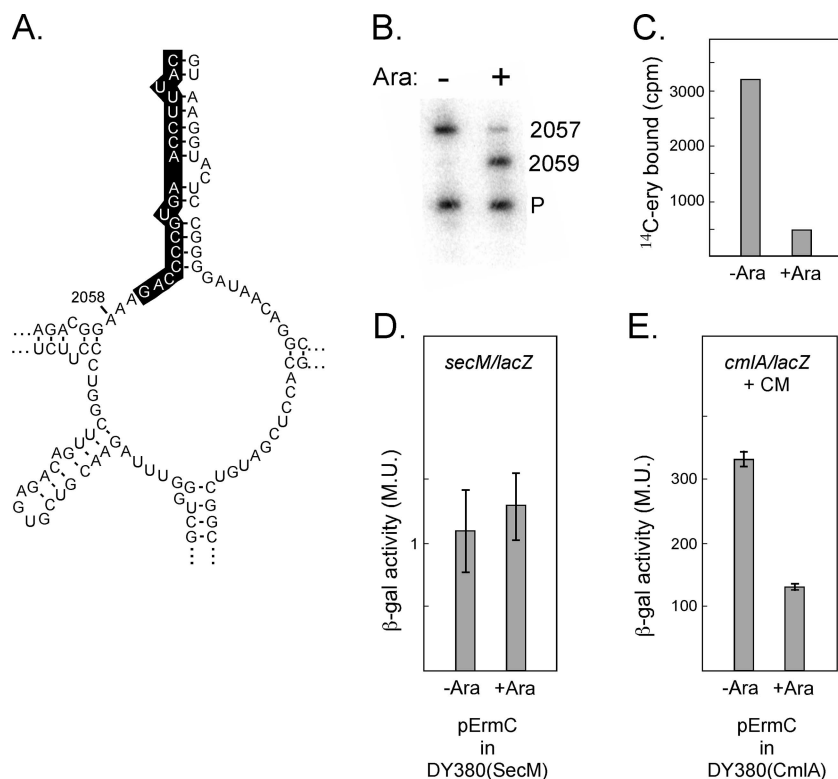 A.
C
A
U
U
U
C
C
A
A
G
U
G
C
C
C
C
A
G
A
A
A
2058
G
U
A
A
G
G
U
A
C
U
C
C
G
G
G
G
A
U
A
A
C
A
G
G
C
...
G
...
C
A
C
C
U
C
G
A
U
G
U
C
G
G
C
...
...AGACGG
...UCUUCC
C
U
G
G
C
U
U
G
A
C
A
G
A
G
U
G
U
C
G
U
C
A
A
G
A
U
U
U
G
G
U
C
G
...
B.
Ara: - +
2057
2059
P
C.
¹⁴C-ery bound (cpm)
3000
2000
1000
-Ara +Ara
D.
secM/lacZ
β-gal activity (M.U.)
1
-Ara +Ara
pErmC
in
DY380(SecM)
E.
cmlA/lacZ
+ CM
β-gal activity (M.U.)
300
200
100
-Ara +Ara
pErmC
in
DY380(CmlA)